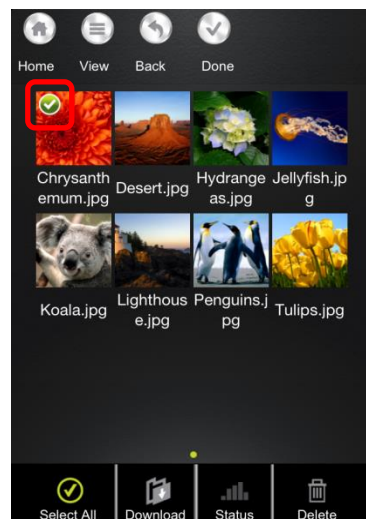 Home View Back Done
Chrysanth
emum.jpg
Desert.jpg
Hydrange
as.jpg
Jellyfish.jp
g
Koala.jpg
Lighthous
e.jpg
Penguins.j
pg
Tulips.jpg
Select All Download Status Delete